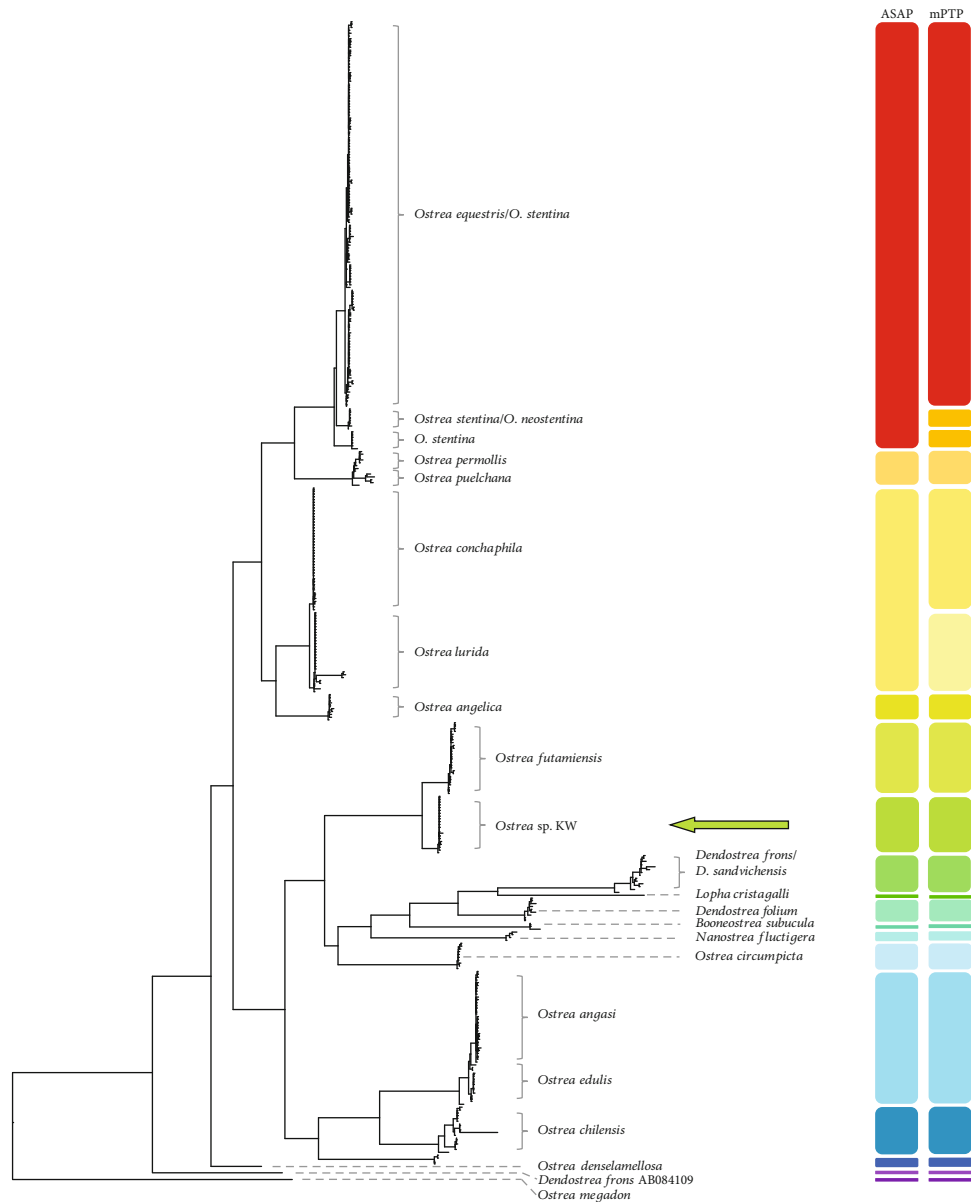 ASAP mPTP
Ostrea equestris/O. stentina
Ostrea stentina/O. neostentina
O. stentina
Ostrea permollis
Ostrea puelchana
Ostrea conchaphila
Ostrea lurida
Ostrea angelica
Ostrea futamiensis
Ostrea sp. KW
Dendostrea frons/
D. sandvichensis
Lopha cristagalli
Dendostrea folium
Booneostrea subucula
Nanostrea fluctigera
Ostrea circumpicta
Ostrea angasi
Ostrea edulis
Ostrea chilensis
Ostrea denselamellosa
Dendostrea frons AB084109
Ostrea megadon